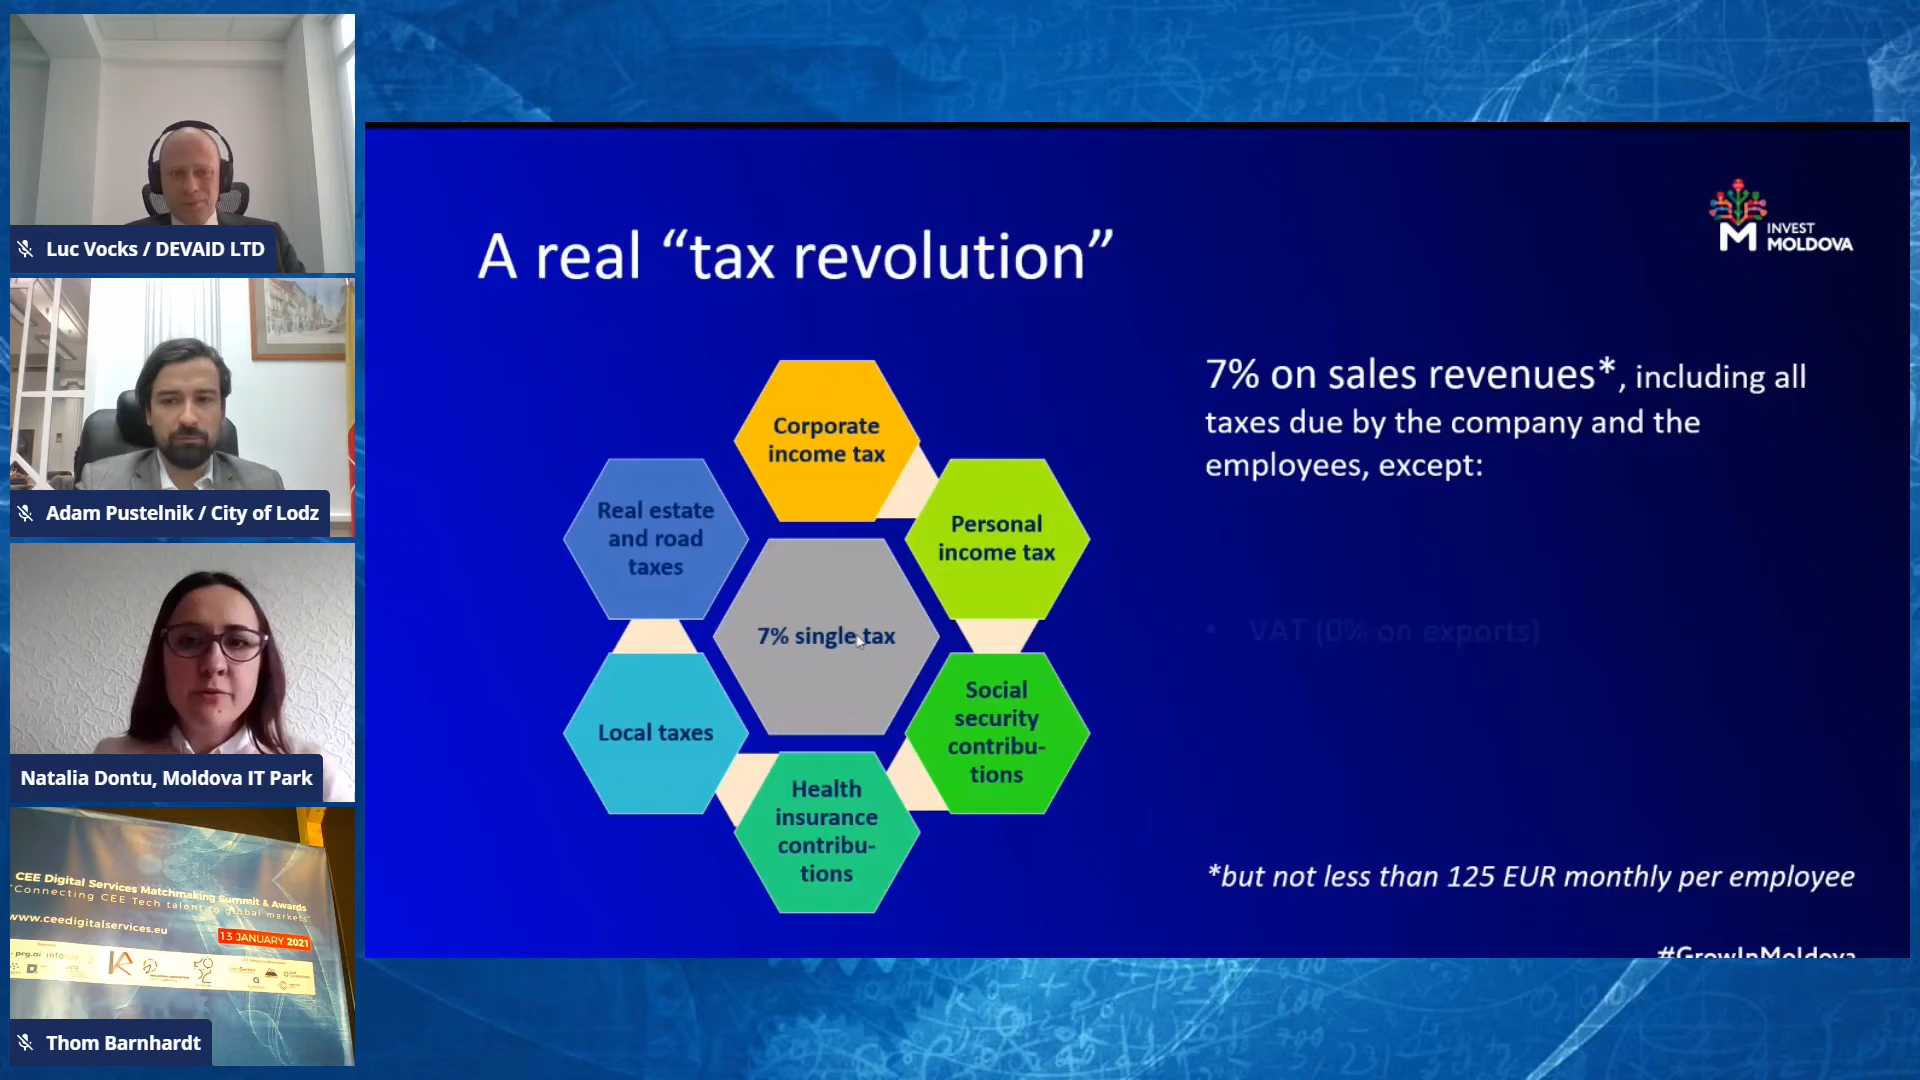 Luc Vocks / DEVAID LTD
Adam Pustelnik / City of Lodz
Natalia Dontu, Moldova IT Park
CEE Digital Services Matchmaking Summit & Awards
"Connecting CEE Tech talent to global markets"
www.ceedigitalservices.eu
13 JANUARY 2021
prg.ai
Thom Barnhardt
INVEST
MOLDOVA
A real “tax revolution”
Corporate
income tax
Real estate
and road
taxes
Personal
income tax
7% single tax
Local taxes
Social
security
contribu-
tions
Health
insurance
contribu-
tions
7% on sales revenues*, including all
taxes due by the company and the
employees, except:
• VAT (0% on exports)
*but not less than 125 EUR monthly per employee
#GrowInMoldova